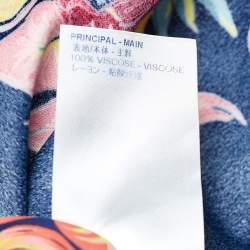 PRINCIPAL - MAIN
表地/本体 - 主料
100% VISCOSE - VISCOSE
レーヨン - 粘胶纤维